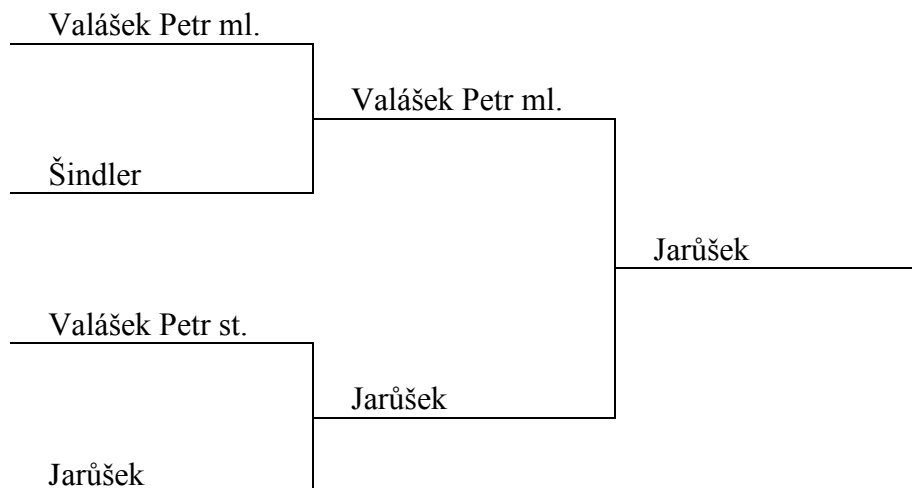 Valášek Petr ml.
Valášek Petr ml.
Šindler
Jarůšek
Valášek Petr st.
Jarůšek
Jarůšek